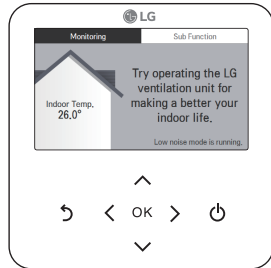 LG
Monitoring
Sub Function
Try operating the LG
ventilation unit for
making a better your
indoor life.
Indoor Temp.
26.0°
Low noise mode is running.
OK